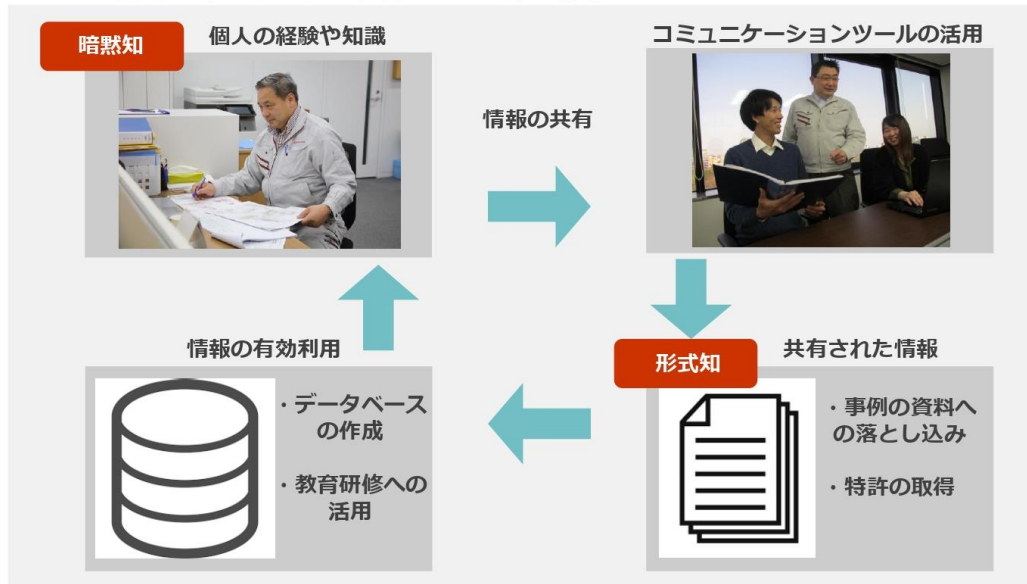 暗黙知
個人の経験や知識
情報の共有
コミュニケーションツールの活用
形式知
共有された情報
・事例の資料へ
の落とし込み
・特許の取得
情報の有効利用
・データベース
の作成
・教育研修への
活用